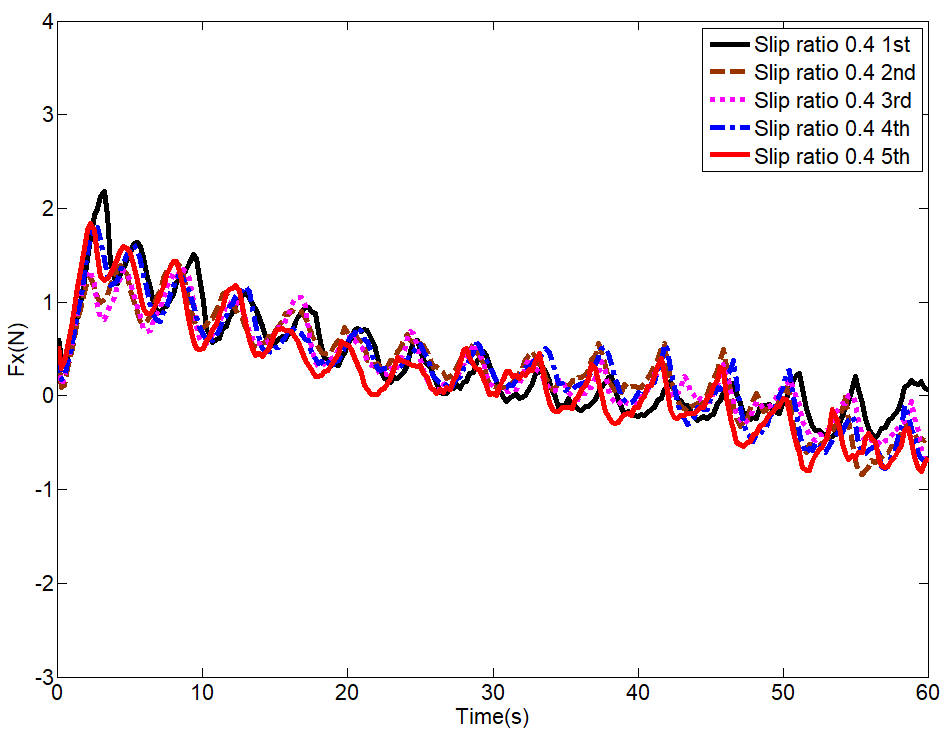 4
3
2
1
0
-1
-2
-3
Fx(N)
Slip ratio 0.4 1st
Slip ratio 0.4 2nd
Slip ratio 0.4 3rd
Slip ratio 0.4 4th
Slip ratio 0.4 5th
0 10 20 30 40 50 60
Time(s)